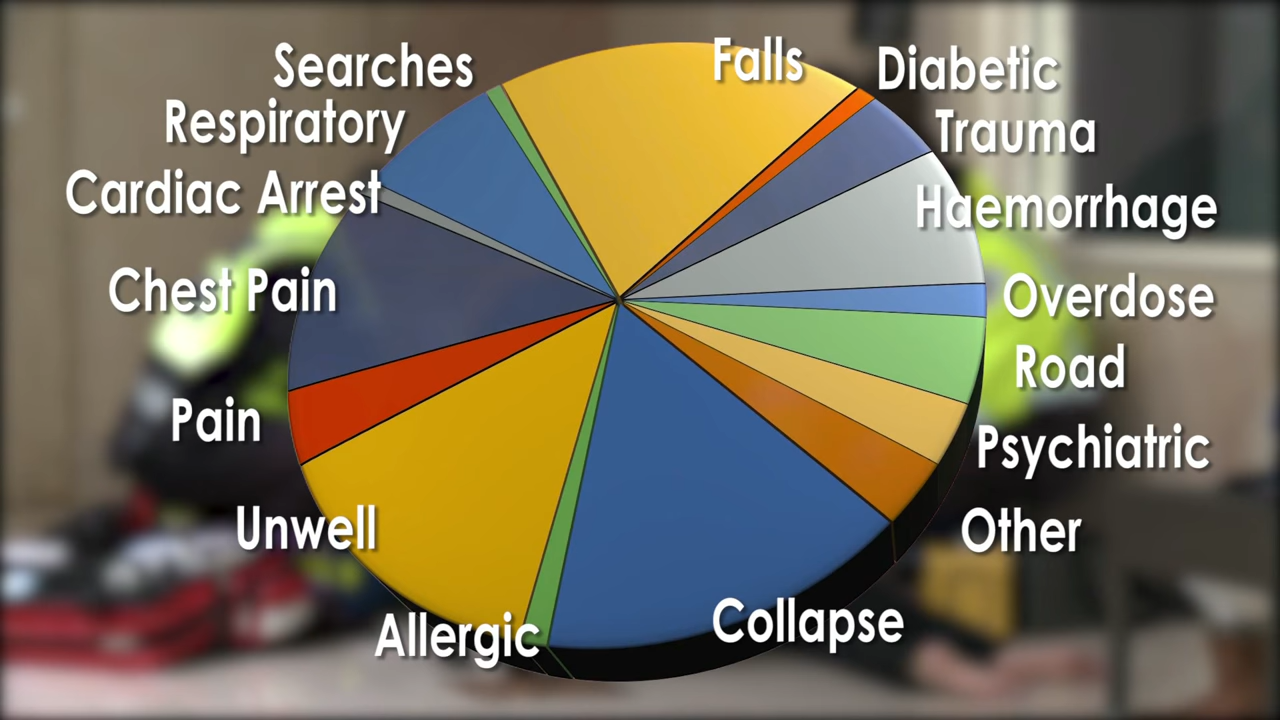 Searches
Falls
Diabetic
Respiratory
Trauma
Cardiac Arrest
Haemorrhage
Chest Pain
Overdose
Road
Pain
Psychiatric
Unwell
Other
Allergic
Collapse